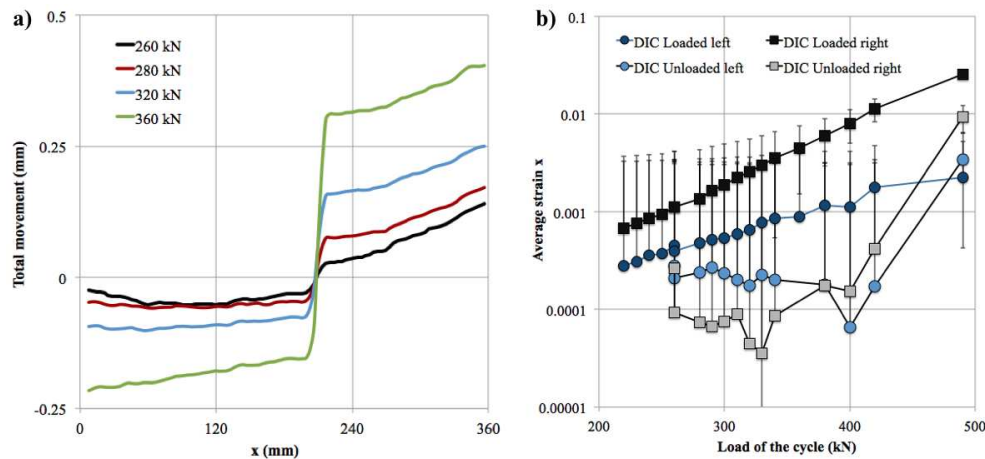 a)
0.5
0.25
0
-0.25
Total movement (mm)
260 kN
280 kN
320 kN
360 kN
0
120
240
360
x (mm)
b)
0.1
0.01
0.001
0.0001
0.00001
Average strain x
DIC Loaded left
DIC Loaded right
DIC Unloaded left
DIC Unloaded right
200
300
400
500
Load of the cycle (kN)